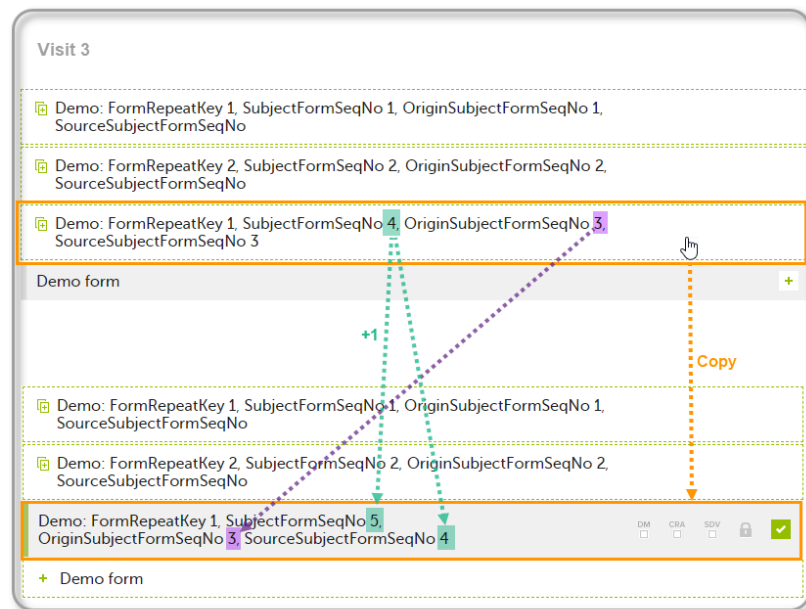 Visit 3
Demo: FormRepeatKey 1, SubjectFormSeqNo 1, OriginSubjectFormSeqNo 1,
SourceSubjectFormSeqNo
Demo: FormRepeatKey 2, SubjectFormSeqNo 2, OriginSubjectFormSeqNo 2,
SourceSubjectFormSeqNo
Demo: FormRepeatKey 1, SubjectFormSeqNo 4, OriginSubjectFormSeqNo 3,
SourceSubjectFormSeqNo 3
Demo form +
+1
Copy
Demo: FormRepeatKey 1, SubjectFormSeqNo 1, OriginSubjectFormSeqNo 1,
SourceSubjectFormSeqNo
Demo: FormRepeatKey 2, SubjectFormSeqNo 2, OriginSubjectFormSeqNo 2,
SourceSubjectFormSeqNo
Demo: FormRepeatKey 1, SubjectFormSeqNo 5,
OriginSubjectFormSeqNo 3, SourceSubjectFormSeqNo 4
DM CRA SDV
+ Demo form